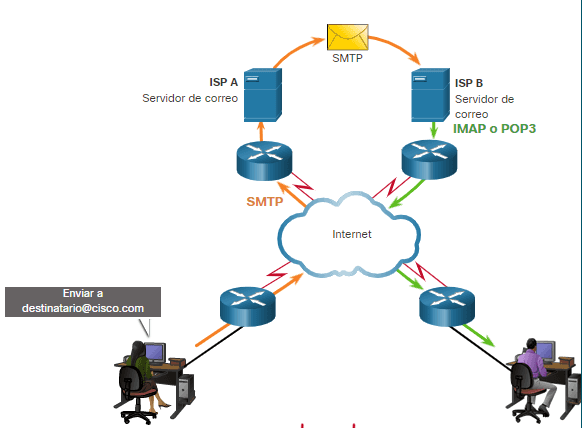 SMTP
ISP A
Servidor de correo
ISP B
Servidor de
correo
IMAP o POP3
SMTP
Internet
Enviar a
destinatario@cisco.com